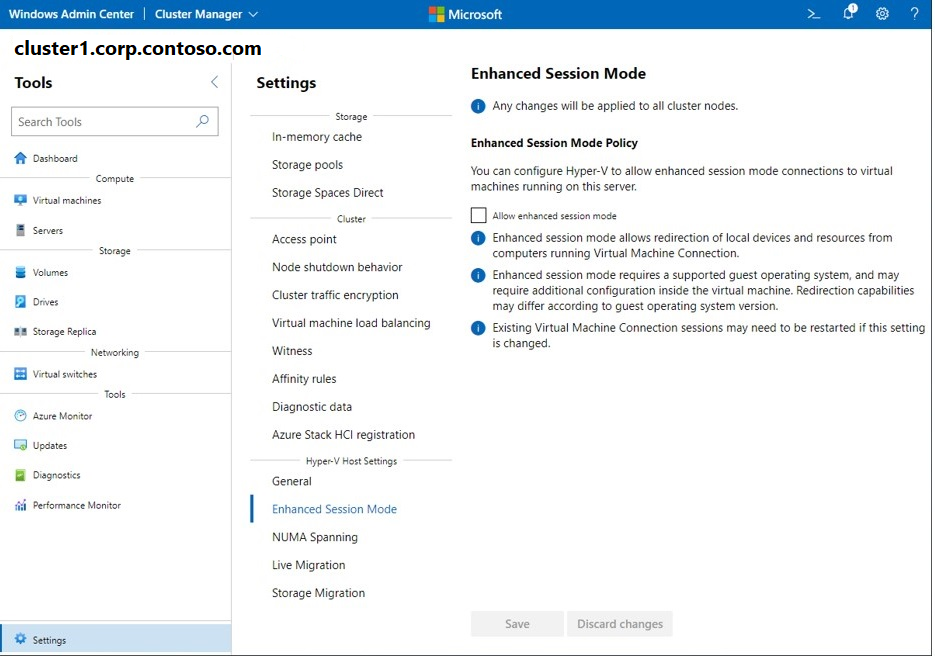 Windows Admin Center | Cluster Manager
Microsoft
>_
1
?
cluster1.corp.contoso.com
Tools
Search Tools
Dashboard
Compute
Virtual machines
Servers
Storage
Volumes
Drives
Storage Replica
Networking
Virtual switches
Tools
Azure Monitor
Updates
Diagnostics
Performance Monitor
Settings
Settings
Storage
In-memory cache
Storage pools
Storage Spaces Direct
Cluster
Access point
Node shutdown behavior
Cluster traffic encryption
Virtual machine load balancing
Witness
Affinity rules
Diagnostic data
Azure Stack HCI registration
Hyper-V Host Settings
General
Enhanced Session Mode
NUMA Spanning
Live Migration
Storage Migration
Enhanced Session Mode
Any changes will be applied to all cluster nodes.
Enhanced Session Mode Policy
You can configure Hyper-V to allow enhanced session mode connections to virtual
machines running on this server.
Allow enhanced session mode
Enhanced session mode allows redirection of local devices and resources from
computers running Virtual Machine Connection.
Enhanced session mode requires a supported guest operating system, and may
require additional configuration inside the virtual machine. Redirection capabilities
may differ according to guest operating system version.
Existing Virtual Machine Connection sessions may need to be restarted if this setting
is changed.
Save
Discard changes